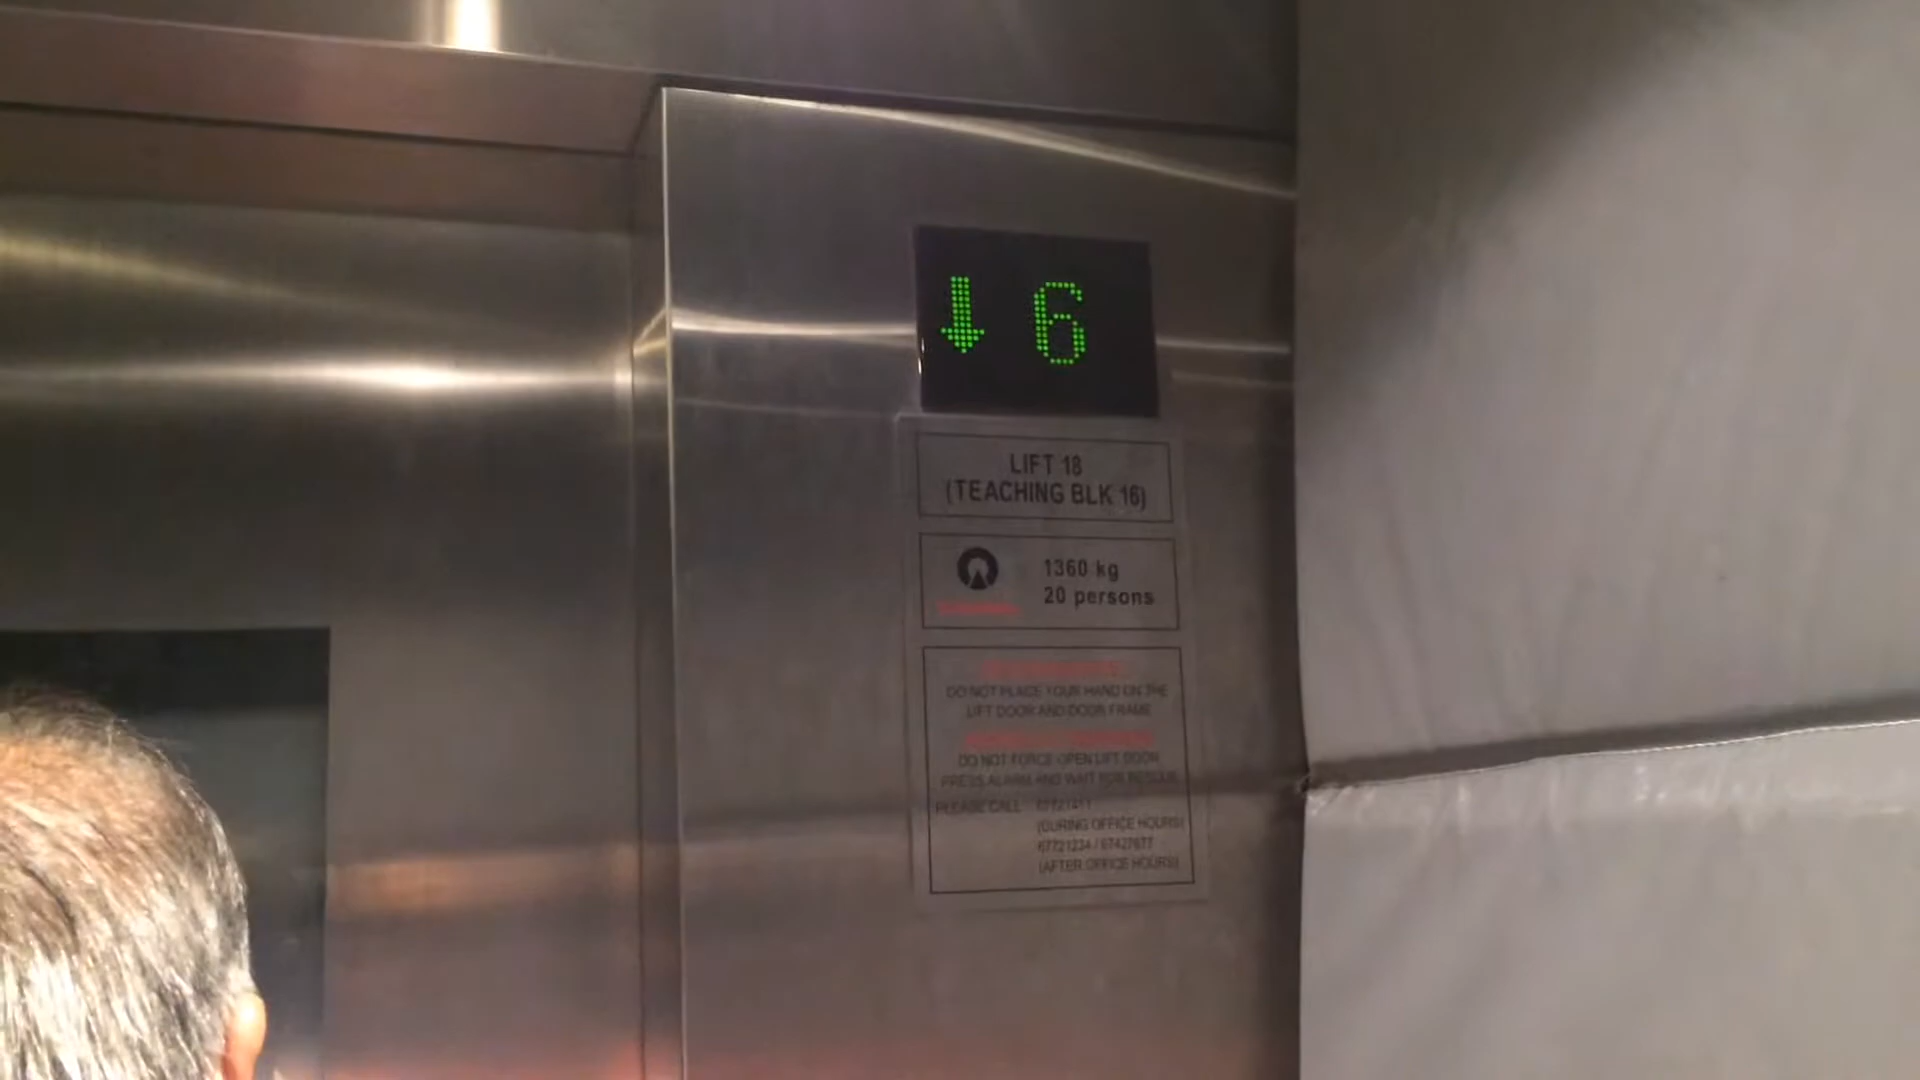 ↓ 6
LIFT 18
(TEACHING BLK 16)
1360 kg
20 persons
DO NOT PLACE YOUR HAND ON THE
LIFT DOOR AND DOOR FRAME
DO NOT FORCE OPEN LIFT DOOR
PRESS ALARM AND WAIT FOR RESCUE
PLEASE CALL
(DURING OFFICE HOURS)
67721234 / 67427677
(AFTER OFFICE HOURS)